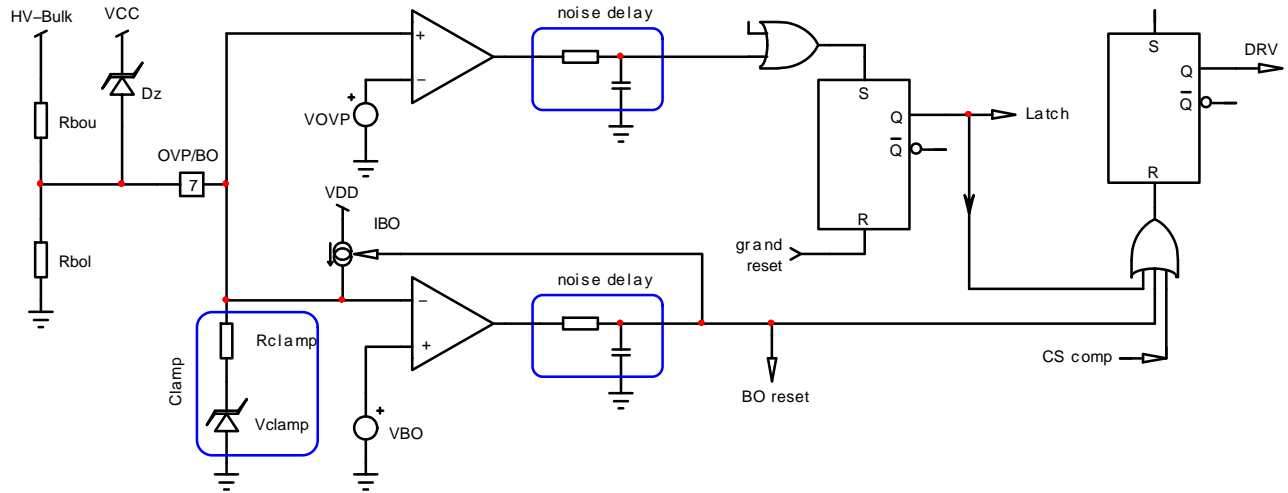 HV–Bulk
VCC
noise delay
DRV
S
Q
Q
R
Dz
Rbou
VOVP
+
+
–
S
Q
Q
R
Latch
OVP/BO
7
VDD
IBO
grand
reset
Rbol
noise delay
–
+
Clamp
Rclamp
Vclamp
+
VBO
BO reset
CS comp